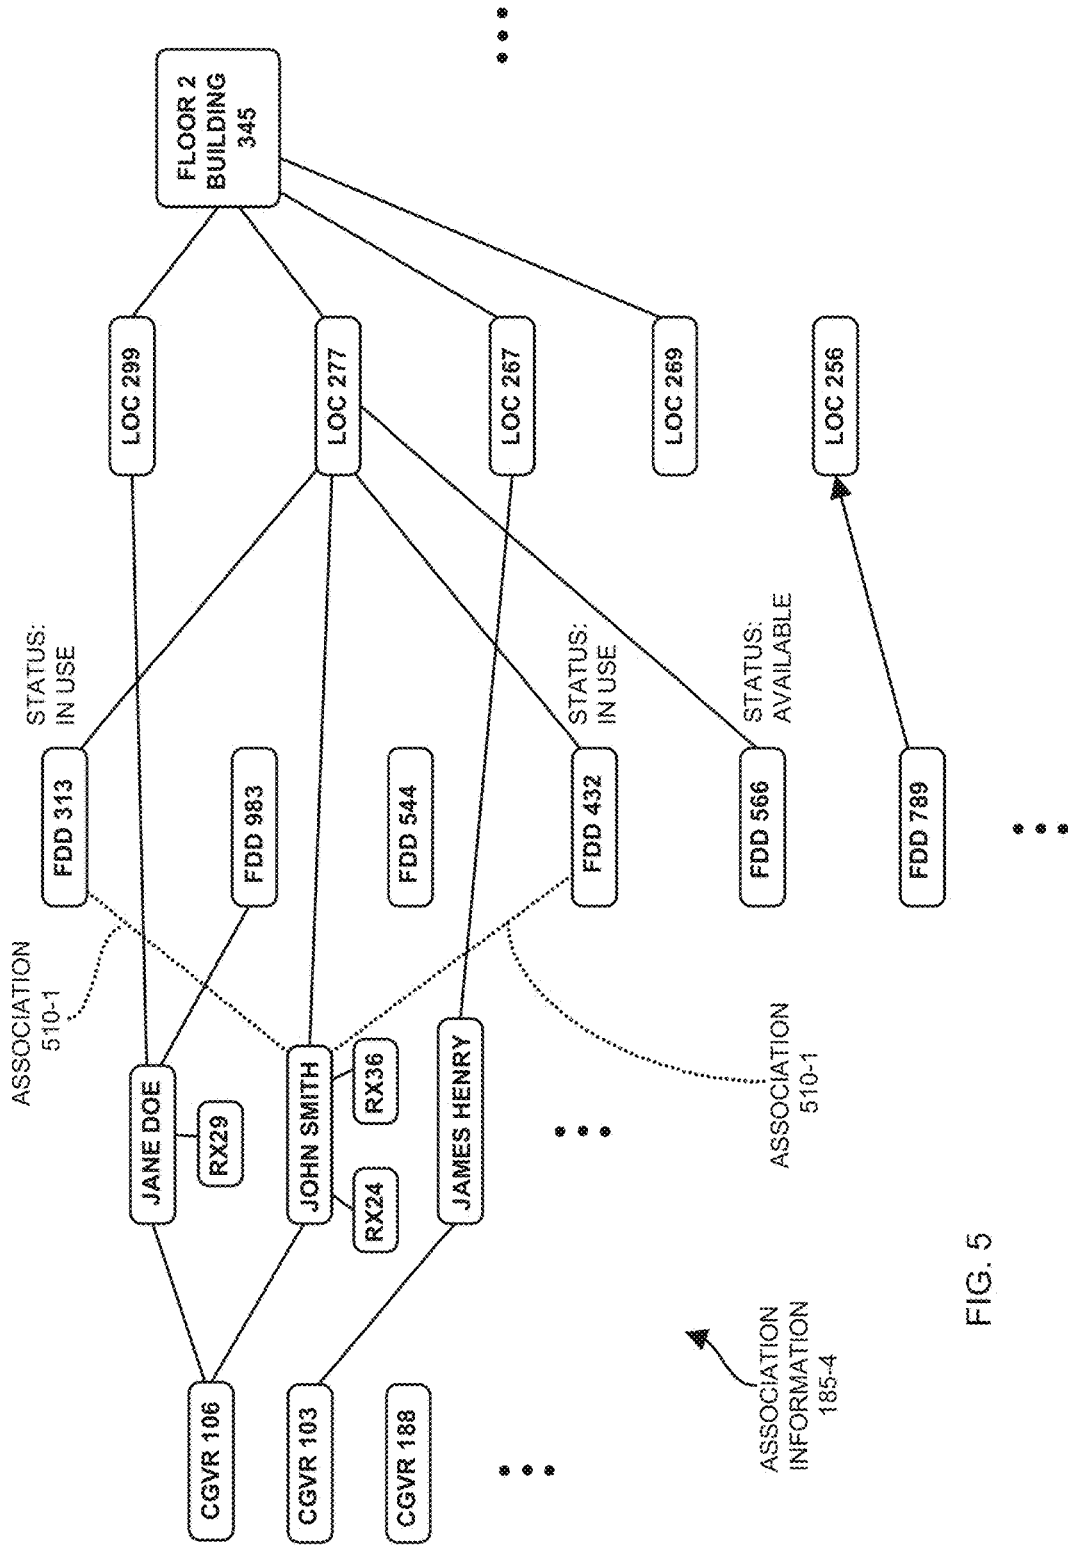 CGVR 106
CGVR 103
CGVR 188
ASSOCIATION
INFORMATION
185-4
JANE DOE
RX29
JOHN SMITH
RX24
RX36
JAMES HENRY
ASSOCIATION
510-1
ASSOCIATION
510-1
FDD 313
STATUS:
IN USE
FDD 983
FDD 544
FDD 432
STATUS:
IN USE
FDD 566
STATUS:
AVAILABLE
FDD 789
LOC 299
LOC 277
LOC 267
LOC 269
LOC 256
FLOOR 2
BUILDING
345
FIG. 5